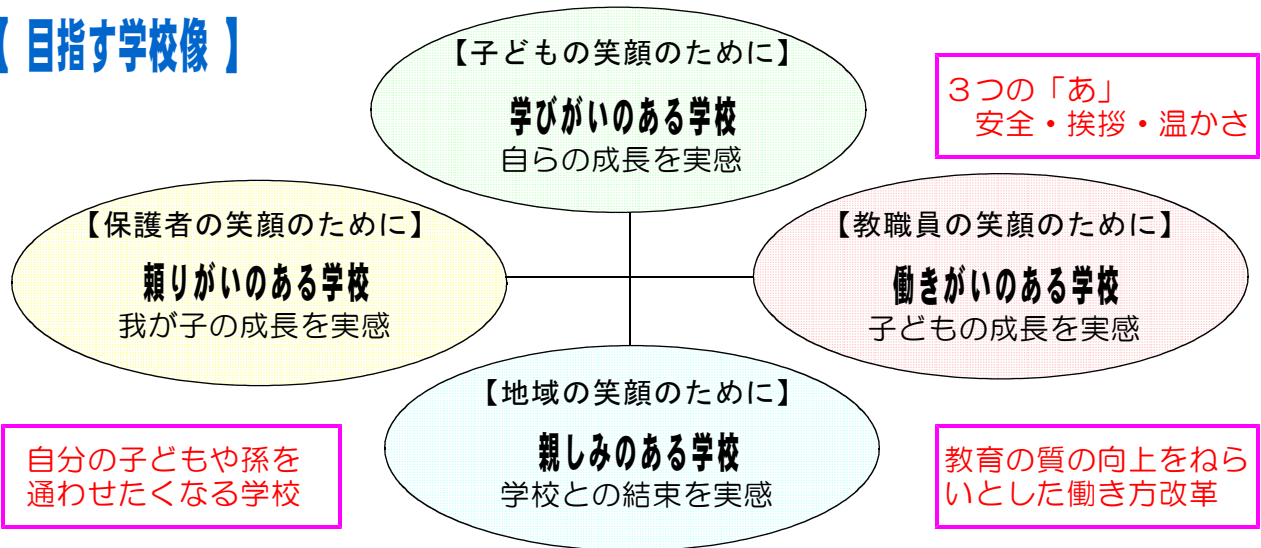 【 目指す学校像 】
【子どもの笑顔のために】
学びがいのある学校
自らの成長を実感
３つの「あ」
安全・挨拶・温かさ
【保護者の笑顔のために】
頼りがいのある学校
我が子の成長を実感
【教職員の笑顔のために】
働きがいのある学校
子どもの成長を実感
【地域の笑顔のために】
親しみのある学校
学校との結束を実感
自分の子どもや孫を
通わせたくなる学校
教育の質の向上をねら
いとした働き方改革